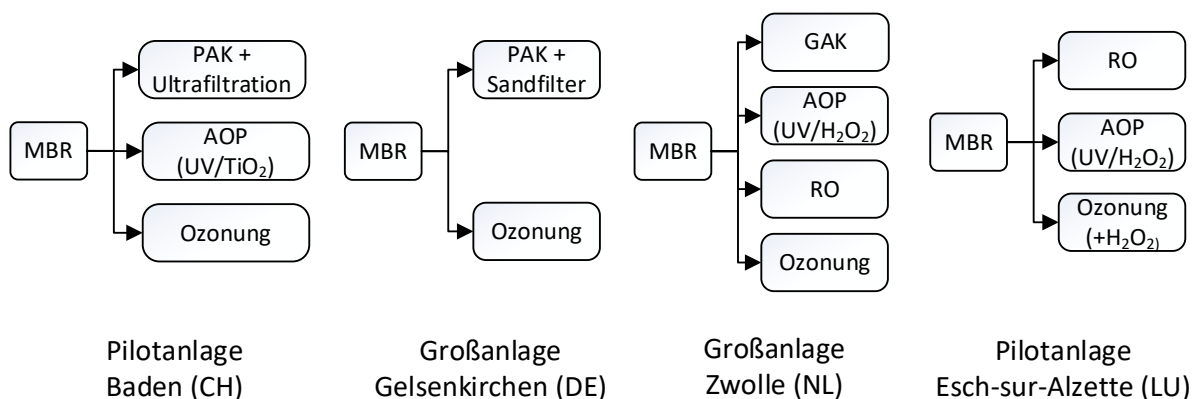 PAK +
Ultrafiltration
MBR
AOP
(UV/TiO₂)
Ozonung
Pilotanlage
Baden (CH)
PAK +
Sandfilter
MBR
Ozonung
Großanlage
Gelsenkirchen (DE)
GAK
AOP
(UV/H₂O₂)
MBR
RO
Ozonung
Großanlage
Zwolle (NL)
RO
MBR
AOP
(UV/H₂O₂)
Ozonung
(+H₂O₂)
Pilotanlage
Esch-sur-Alzette (LU)